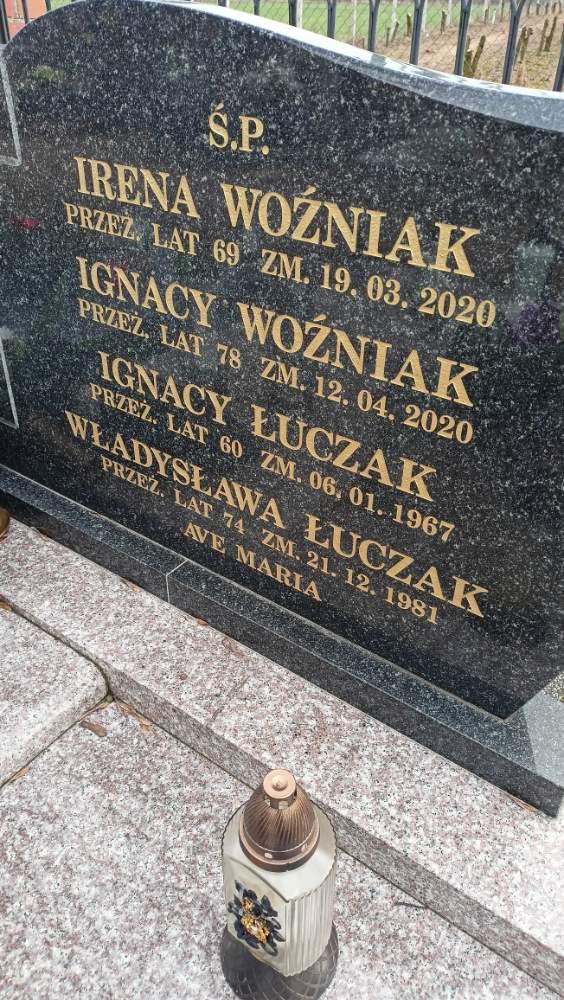 Ś.P.
IRENA WOŹNIAK
PRZEŻ. LAT 69 ZM. 19. 03. 2020
IGNACY WOŹNIAK
PRZEŻ. LAT 78 ZM. 12. 04. 2020
IGNACY ŁUCZAK
PRZEŻ. LAT 60 ZM. 06. 01. 1967
WŁADYSŁAWA ŁUCZAK
PRZEŻ. LAT 74 ZM. 21. 12. 1981
AVE MARIA